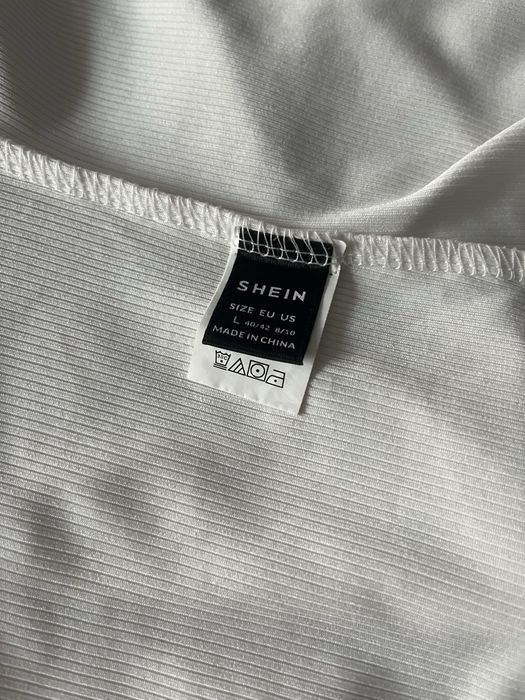 SHEIN
SIZE EU US
L 40/42 8/10
MADE IN CHINA